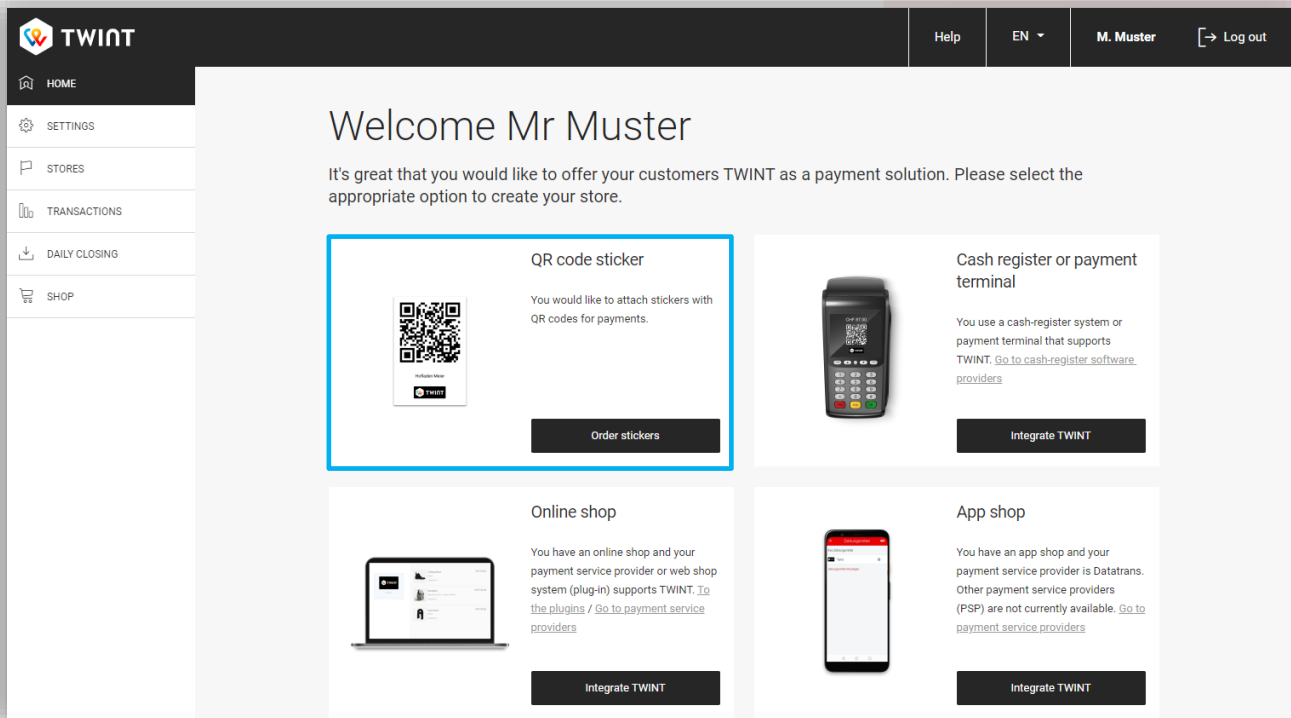 TWINT
Help
EN
M. Muster
Log out
HOME
SETTINGS
STORES
TRANSACTIONS
DAILY CLOSING
SHOP
Welcome Mr Muster
It's great that you would like to offer your customers TWINT as a payment solution. Please select the
appropriate option to create your store.
QR code sticker
You would like to attach stickers with
QR codes for payments.
Hofladen Meier
TWINT
Order stickers
Cash register or payment
terminal
You use a cash-register system or
payment terminal that supports
TWINT. Go to cash-register software
providers
Integrate TWINT
Online shop
You have an online shop and your
payment service provider or web shop
system (plug-in) supports TWINT. To
the plugins / Go to payment service
providers
Integrate TWINT
App shop
You have an app shop and your
payment service provider is Datatrans.
Other payment service providers
(PSP) are not currently available. Go to
payment service providers
Integrate TWINT